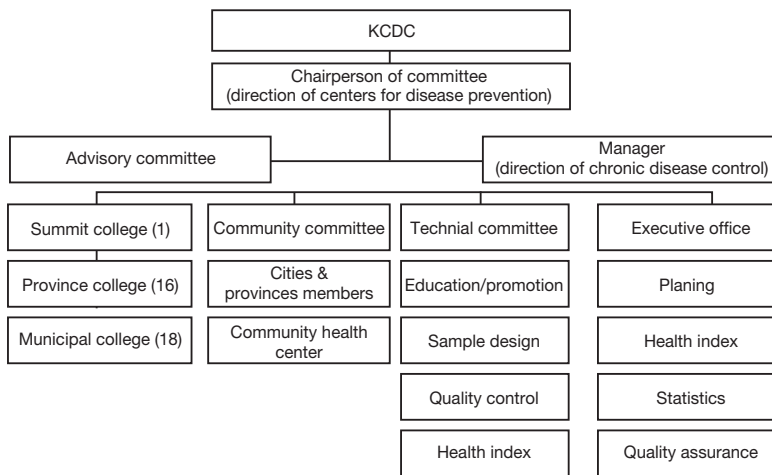 KCDC
Chairperson of committee
(direction of centers for disease prevention)
Advisory committee
Manager
(direction of chronic disease control)
Summit college (1)
Community committee
Technial committee
Executive office
Province college (16)
Cities &
provinces members
Education/promotion
Planing
Municipal college (18)
Community health
center
Sample design
Health index
Quality control
Statistics
Health index
Quality assurance